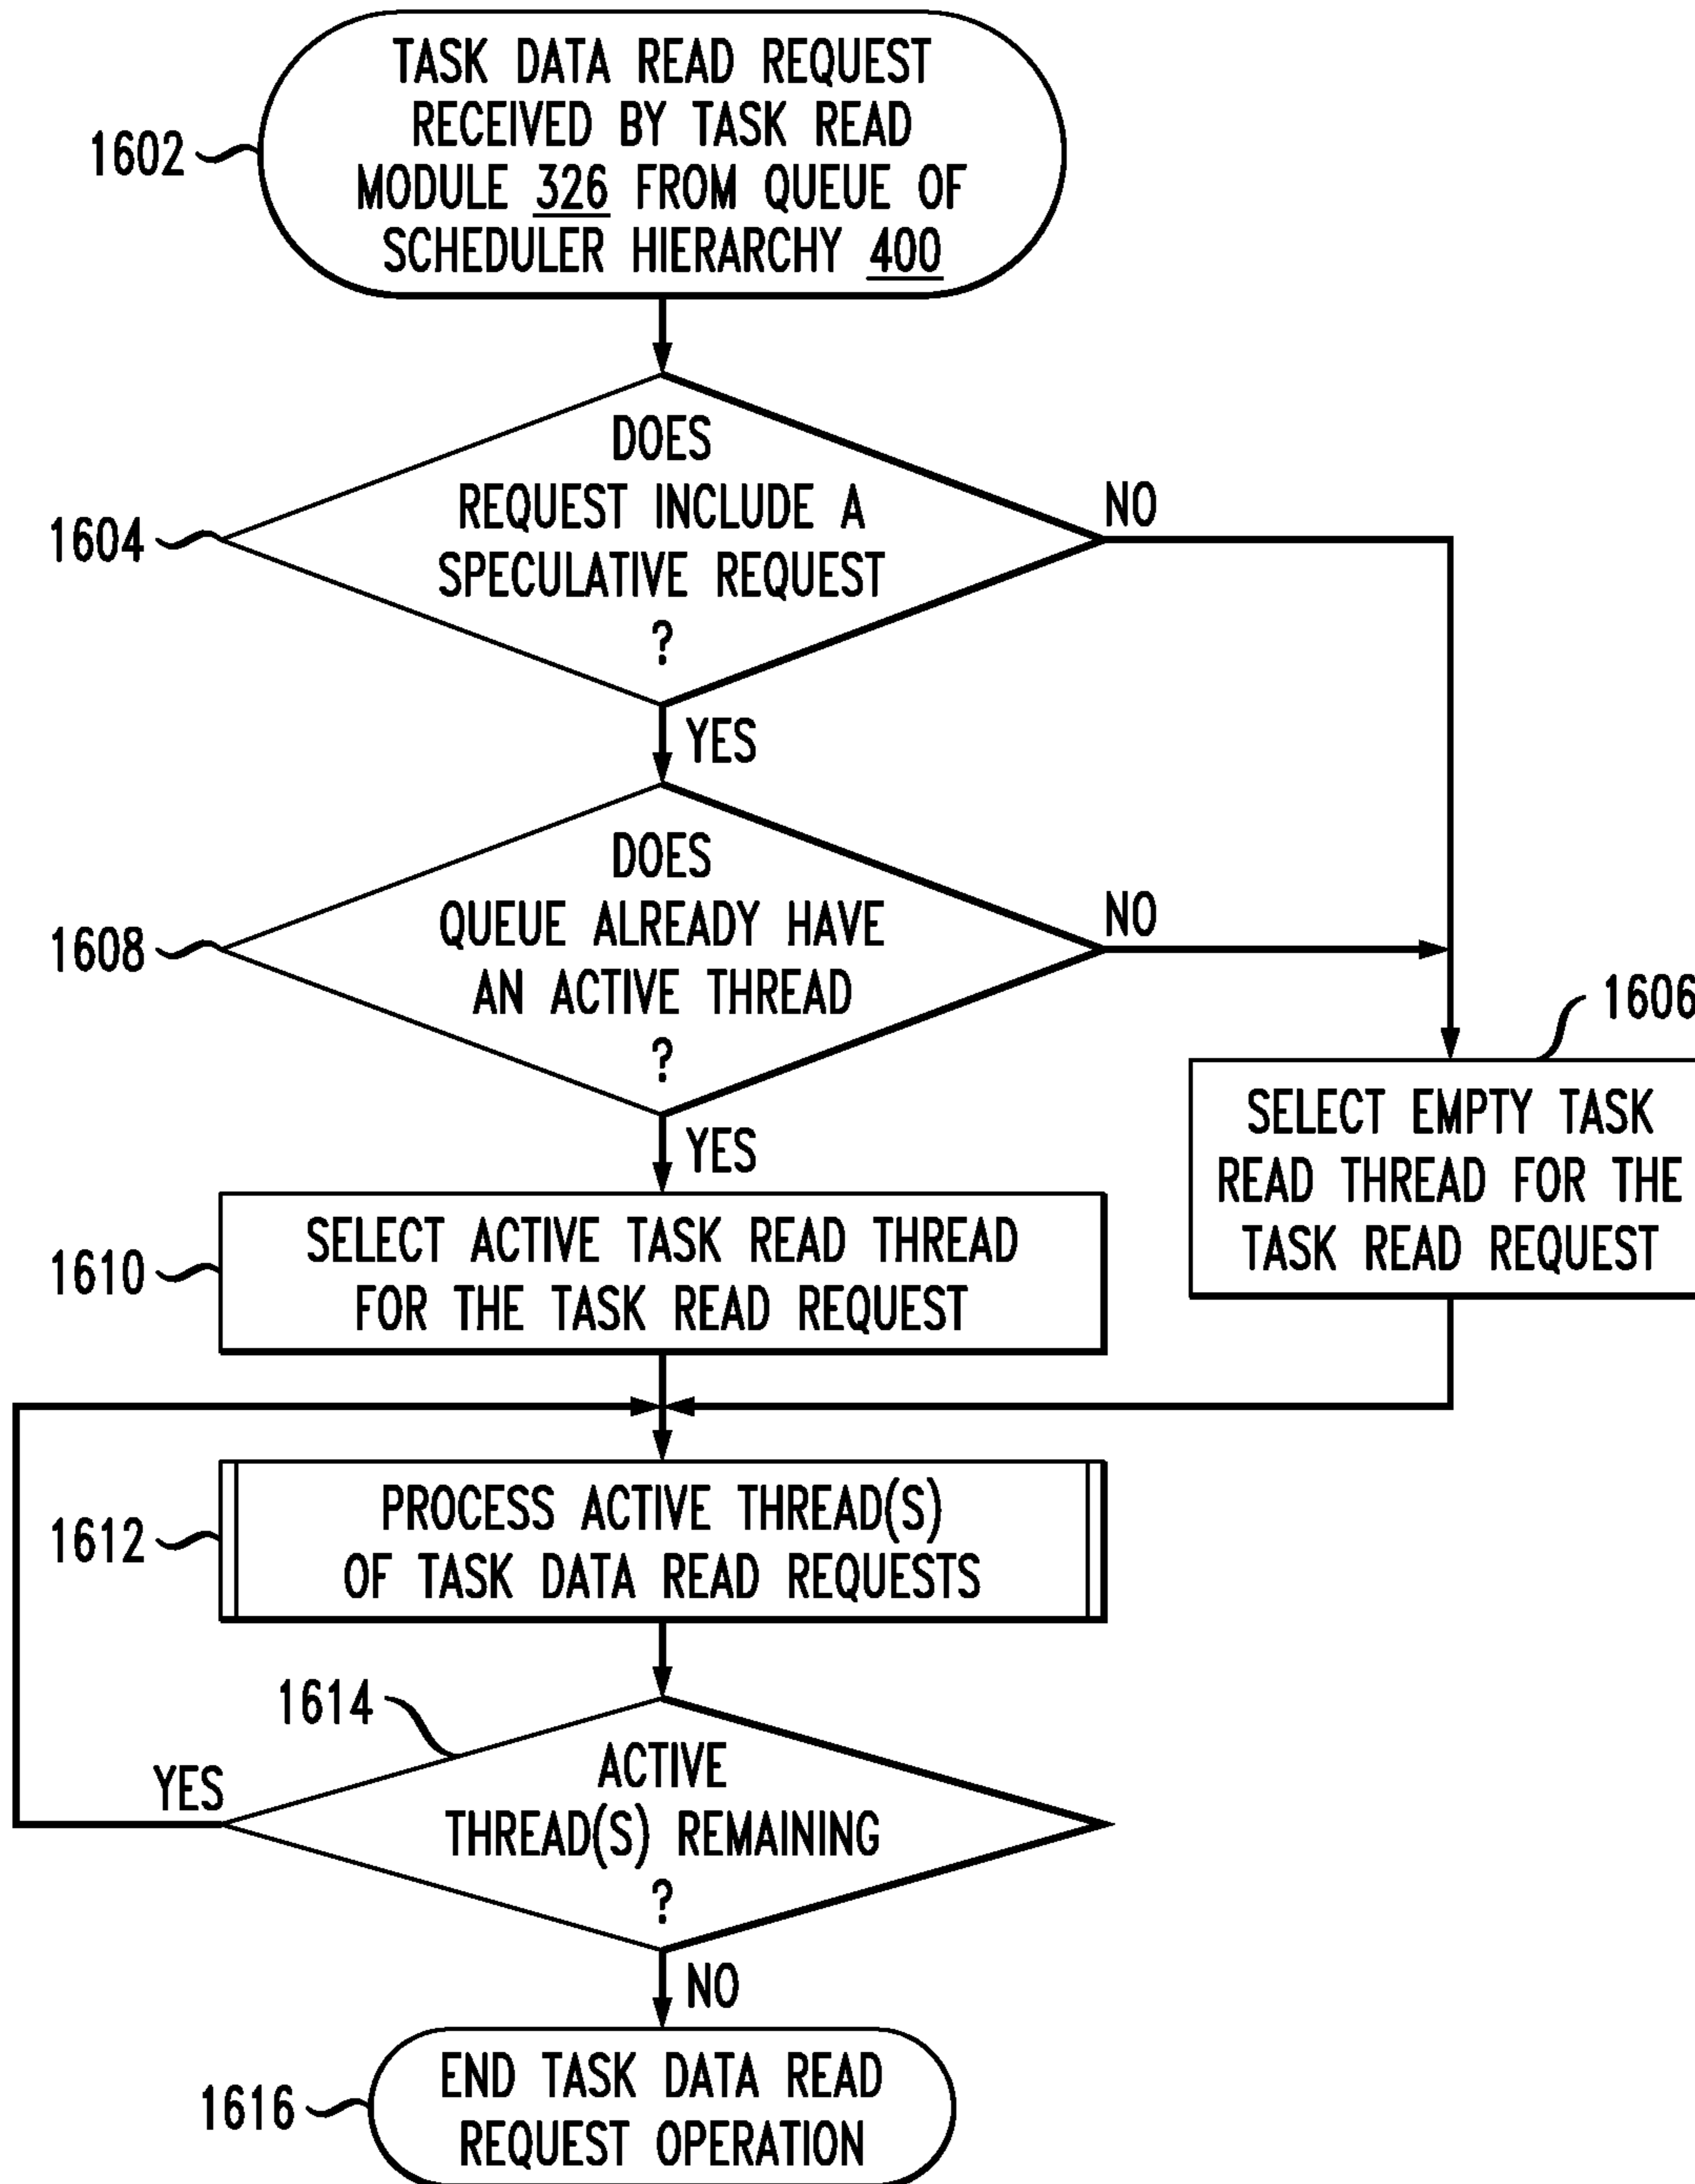 TASK DATA READ REQUEST
RECEIVED BY TASK READ
MODULE 326 FROM QUEUE OF
SCHEDULER HIERARCHY 400
1602
DOES
REQUEST INCLUDE A
SPECULATIVE REQUEST
?
1604
NO
YES
DOES
QUEUE ALREADY HAVE
AN ACTIVE THREAD
?
1608
NO
YES
1606
SELECT EMPTY TASK
READ THREAD FOR THE
TASK READ REQUEST
SELECT ACTIVE TASK READ THREAD
FOR THE TASK READ REQUEST
1610
PROCESS ACTIVE THREAD(S)
OF TASK DATA READ REQUESTS
1612
1614
ACTIVE
THREAD(S) REMAINING
?
YES
NO
END TASK DATA READ
REQUEST OPERATION
1616